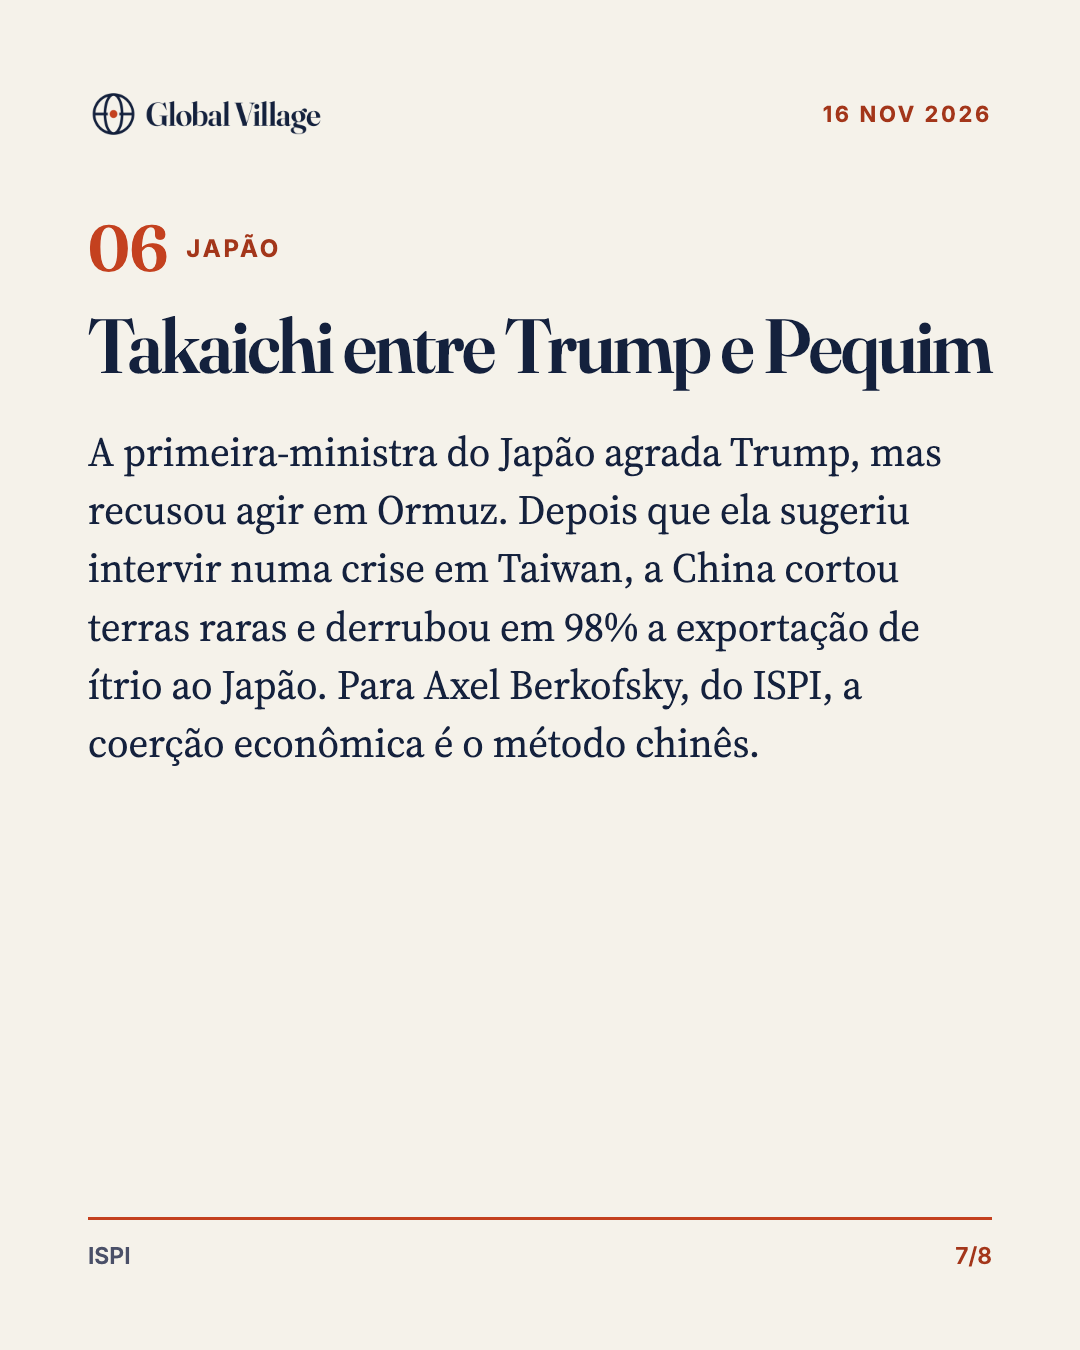 Global Village
16 NOV 2026
06 JAPÃO
Takaichi entre Trump e Pequim
A primeira-ministra do Japão agrada Trump, mas
recusou agir em Ormuz. Depois que ela sugeriu
intervir numa crise em Taiwan, a China cortou
terras raras e derrubou em 98% a exportação de
ítrio ao Japão. Para Axel Berkofsky, do ISPI, a
coerção econômica é o método chinês.
ISPI
7/8